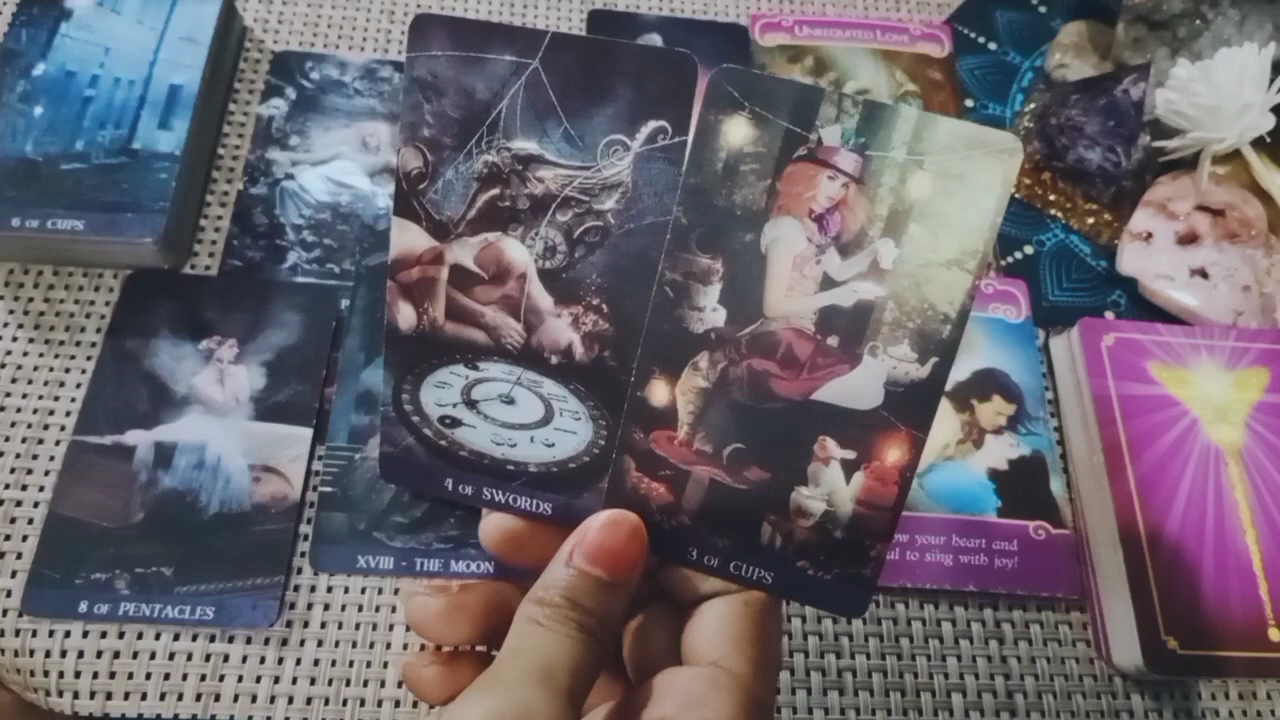 UNREQUITED LOVE
6 OF CUPS
4 OF SWORDS
3 OF CUPS
ow your heart and
ul to sing with joy!
XVIII - THE MOON
8 OF PENTACLES